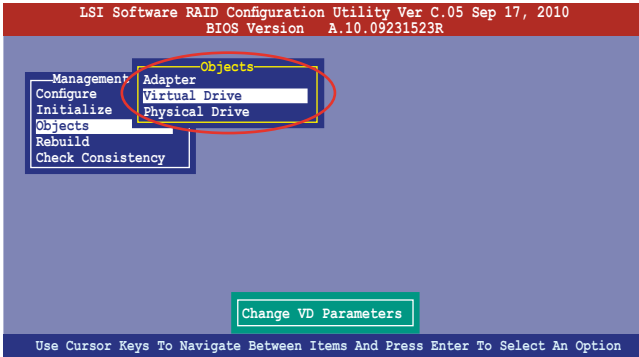 LSI Software RAID Configuration Utility Ver C.05 Sep 17, 2010
BIOS Version A.10.09231523R
Management
Configure
Initialize
Objects
Rebuild
Check Consistency
Objects
Adapter
Virtual Drive
Physical Drive
Change VD Parameters
Use Cursor Keys To Navigate Between Items And Press Enter To Select An Option